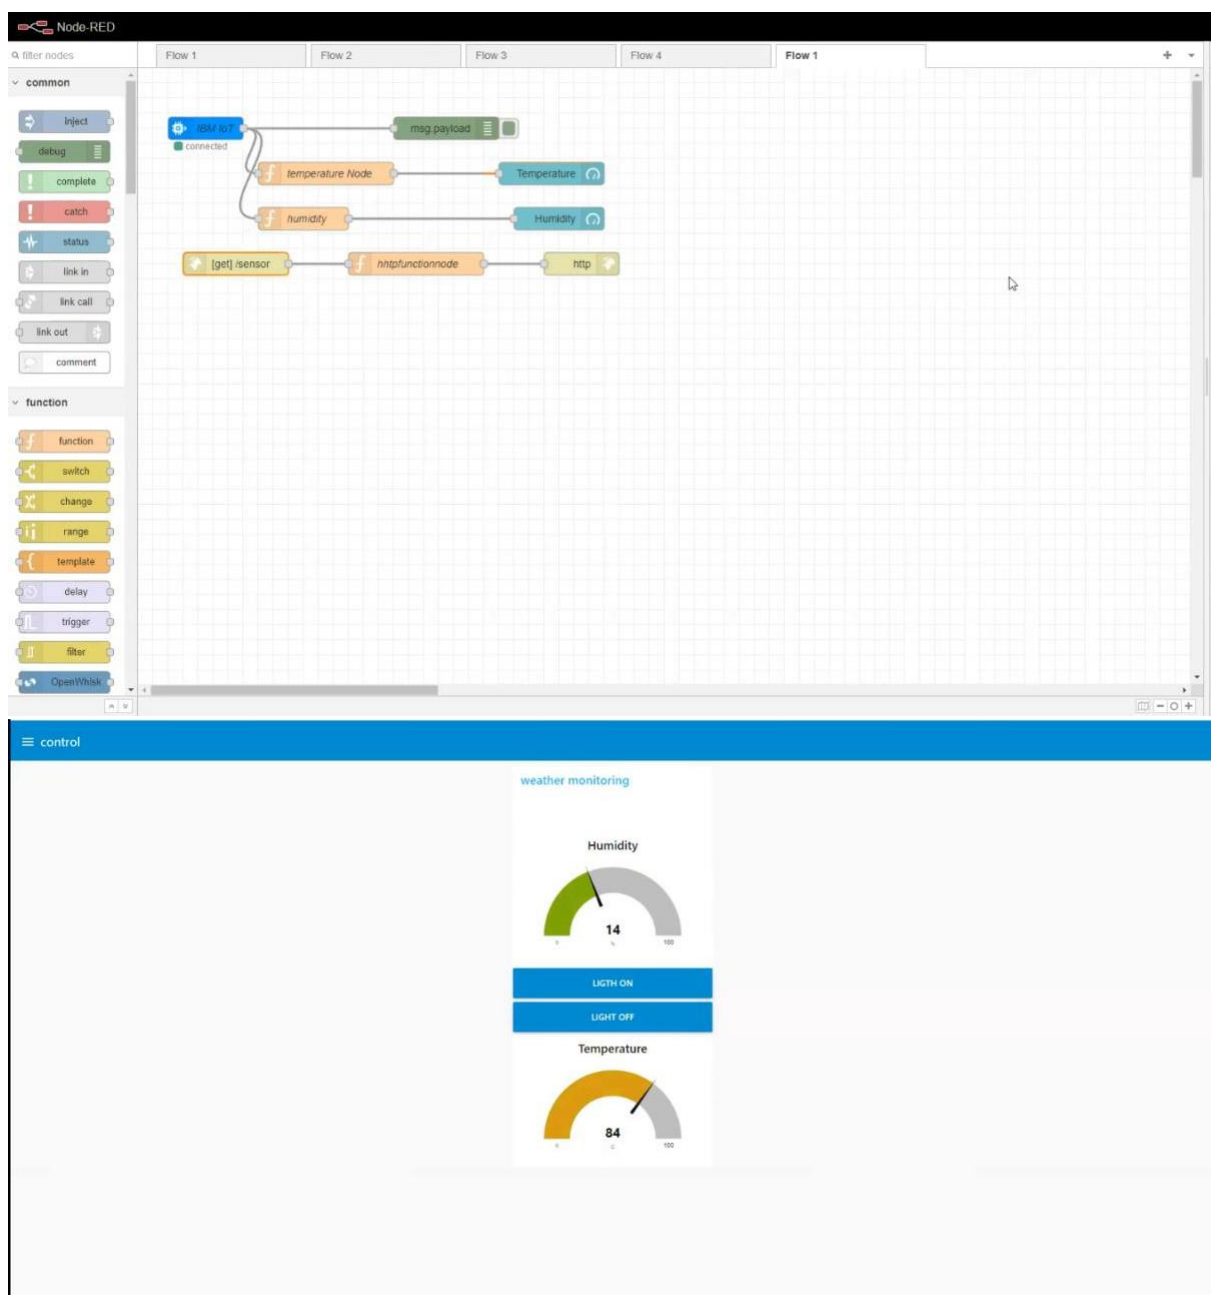 Node-RED
filter nodes
Flow 1
Flow 2
Flow 3
Flow 4
Flow 1
common
inject
debug
complete
catch
status
link in
link call
link out
comment
function
function
switch
change
range
template
delay
trigger
filter
OpenWhisk
IBM IoT
connected
msg.payload
temperature Node
Temperature
humidity
Humidity
[get] /sensor
hhtpfunctionnode
http
control
weather monitoring
Humidity
14
100
LIGTH ON
LIGHT OFF
Temperature
84
100